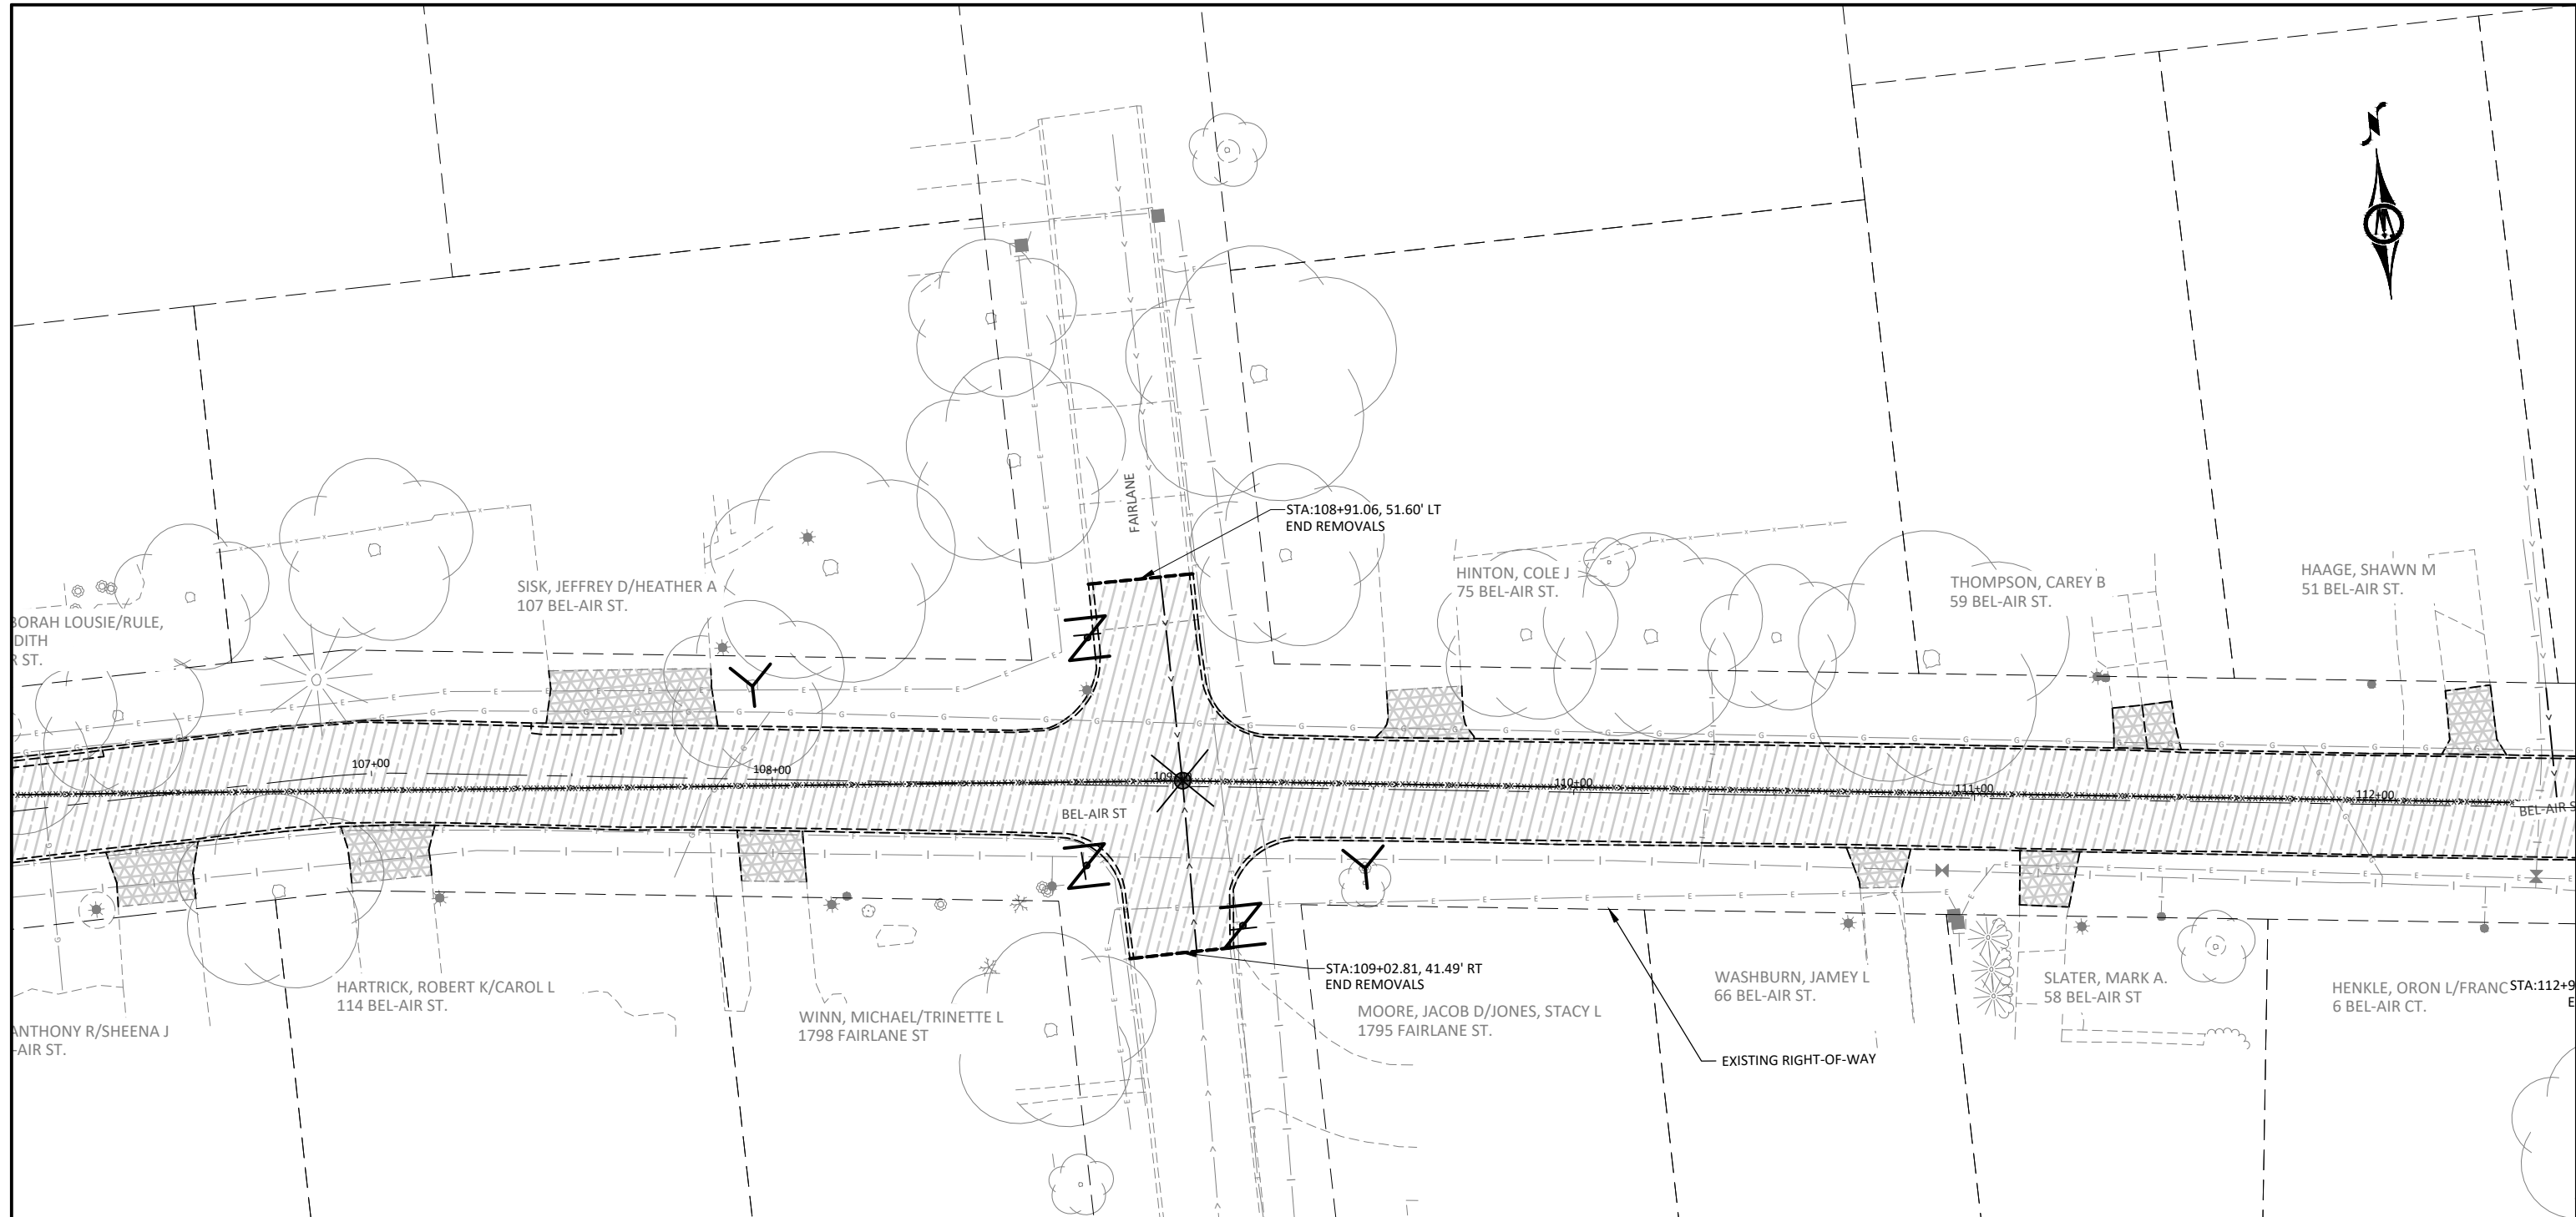 STA:108+91.06, 51.60' LT
END REMOVALS
FAIRLANE
SISK, JEFFREY D/HEATHER A
107 BEL-AIR ST.
HINTON, COLE J
75 BEL-AIR ST.
THOMPSON, CAREY B
59 BEL-AIR ST.
HAAGE, SHAWN M
51 BEL-AIR ST.
BORAH LOUSIE/RULE,
DITH
R ST.
107+00
108+00
110+00
111+00
112+00
BEL-AIR ST
BEL-AIR S
STA:109+02.81, 41.49' RT
END REMOVALS
HARTRICK, ROBERT K/CAROL L
114 BEL-AIR ST.
WINN, MICHAEL/TRINETTE L
1798 FAIRLANE ST
MOORE, JACOB D/JONES, STACY L
1795 FAIRLANE ST.
WASHBURN, JAMEY L
66 BEL-AIR ST.
SLATER, MARK A.
58 BEL-AIR ST
HENKLE, ORON L/FRANC
6 BEL-AIR CT.
STA:112+9
E
ANTHONY R/SHEENA J
-AIR ST.
EXISTING RIGHT-OF-WAY